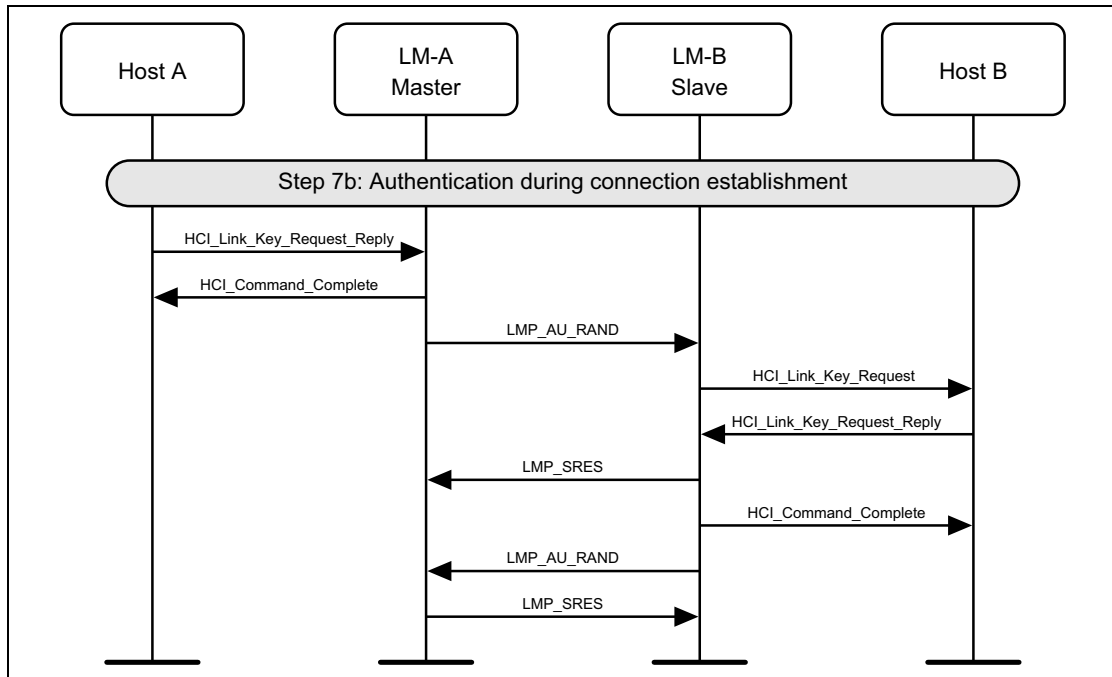 Host A
LM-A
Master
LM-B
Slave
Host B
Step 7b: Authentication during connection establishment
HCI_Link_Key_Request_Reply
HCI_Command_Complete
LMP_AU_RAND
HCI_Link_Key_Request
HCI_Link_Key_Request_Reply
LMP_SRES
HCI_Command_Complete
LMP_AU_RAND
LMP_SRES